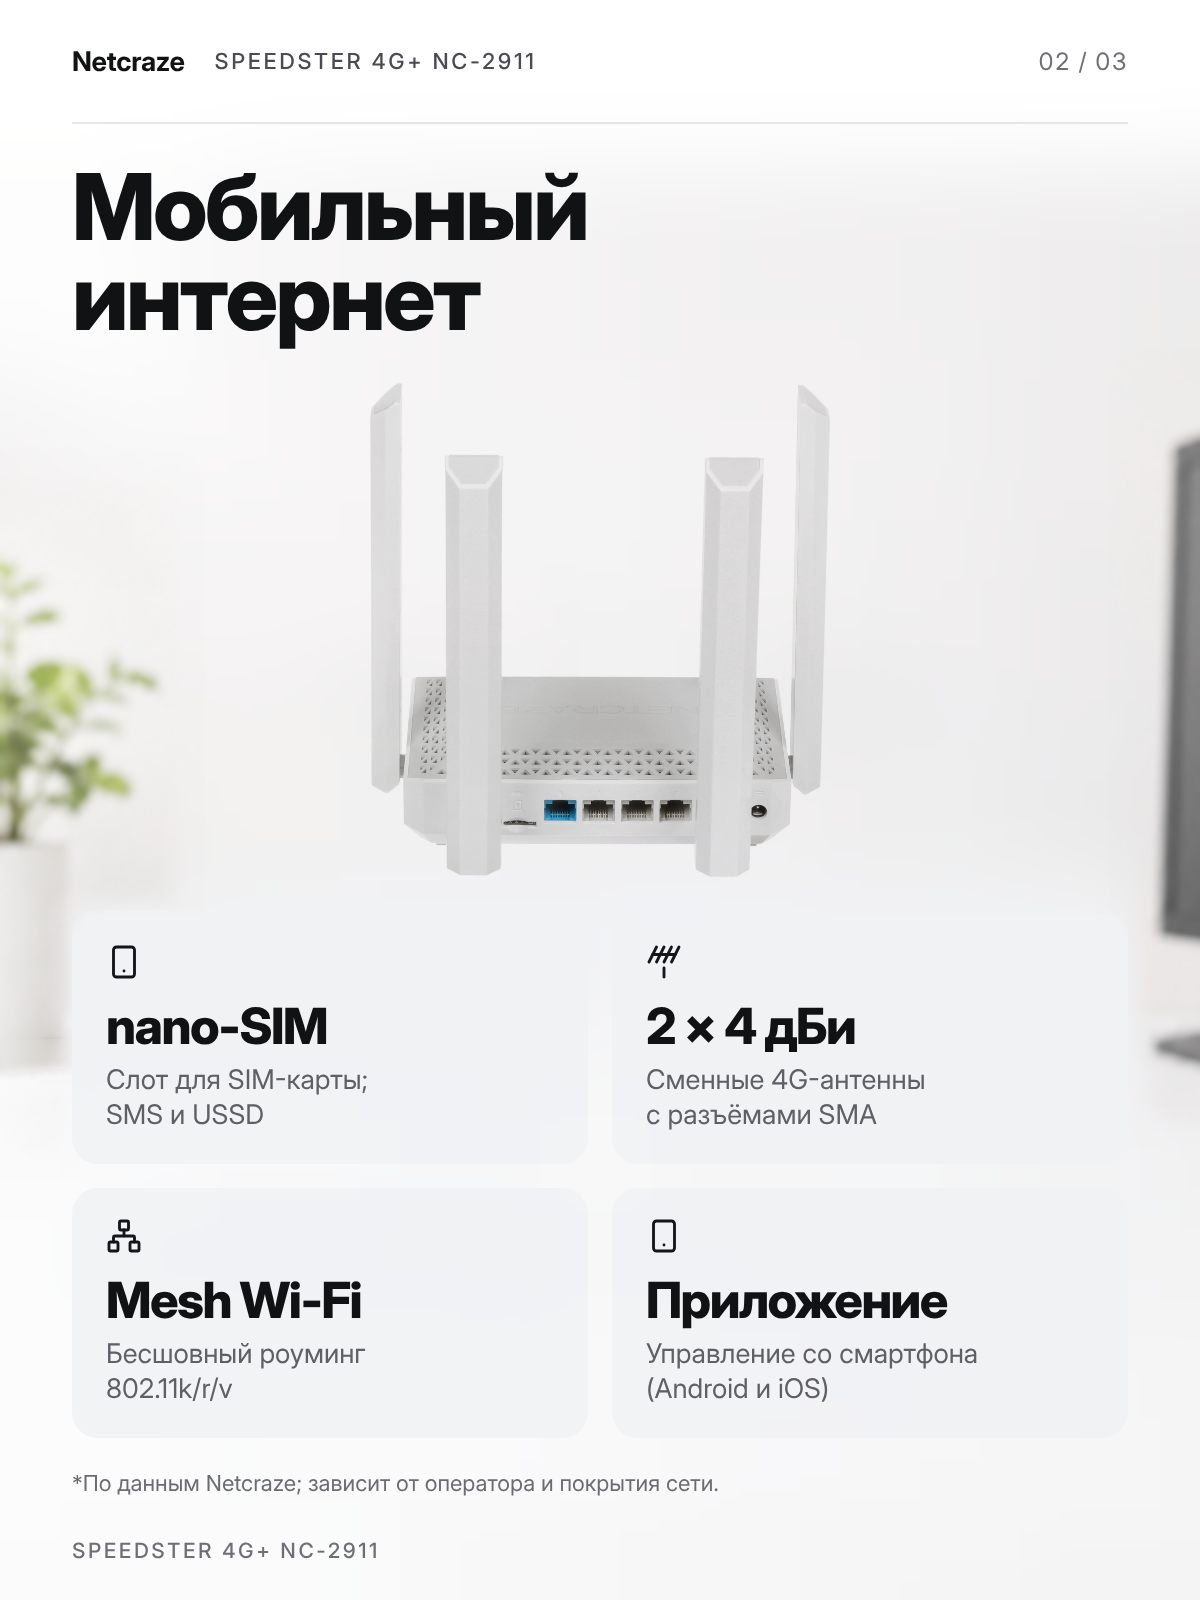 Netcraze SPEEDSTER 4G+ NC-2911 02 / 03
Мобильный
интернет
nano-SIM
Слот для SIM-карты;
SMS и USSD
2 × 4 дБи
Сменные 4G-антенны
с разъёмами SMA
Mesh Wi-Fi
Бесшовный роуминг
802.11k/r/v
Приложение
Управление со смартфона
(Android и iOS)
*По данным Netcraze; зависит от оператора и покрытия сети.
SPEEDSTER 4G+ NC-2911